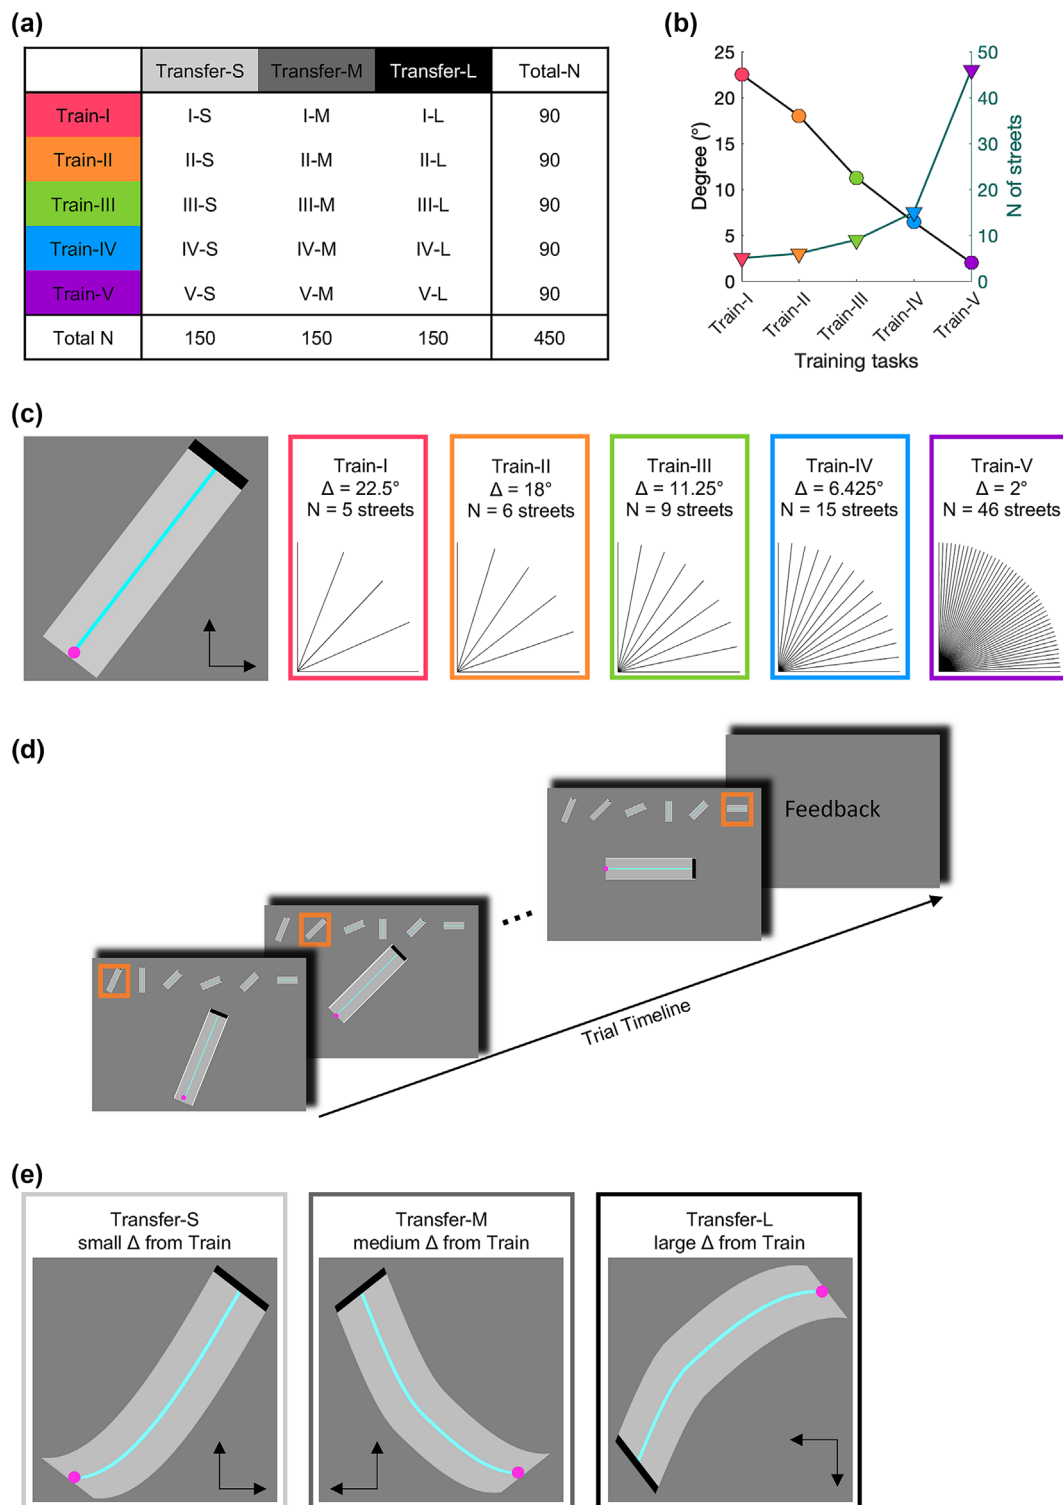 (a)
Transfer-S Transfer-M Transfer-L Total-N
Train-I I-S I-M I-L 90
Train-II II-S II-M II-L 90
Train-III III-S III-M III-L 90
Train-IV IV-S IV-M IV-L 90
Train-V V-S V-M V-L 90
Total N 150 150 150 450
(b)
25
20
15
10
5
0
Degree (°)
50
40
30
20
10
0
N of streets
Train-I
Train-II
Train-III
Train-IV
Train-V
Training tasks
(c)
Train-I
Δ = 22.5°
N = 5 streets
Train-II
Δ = 18°
N = 6 streets
Train-III
Δ = 11.25°
N = 9 streets
Train-IV
Δ = 6.425°
N = 15 streets
Train-V
Δ = 2°
N = 46 streets
(d)
Feedback
...
Trial Timeline
(e)
Transfer-S
small Δ from Train
Transfer-M
medium Δ from Train
Transfer-L
large Δ from Train